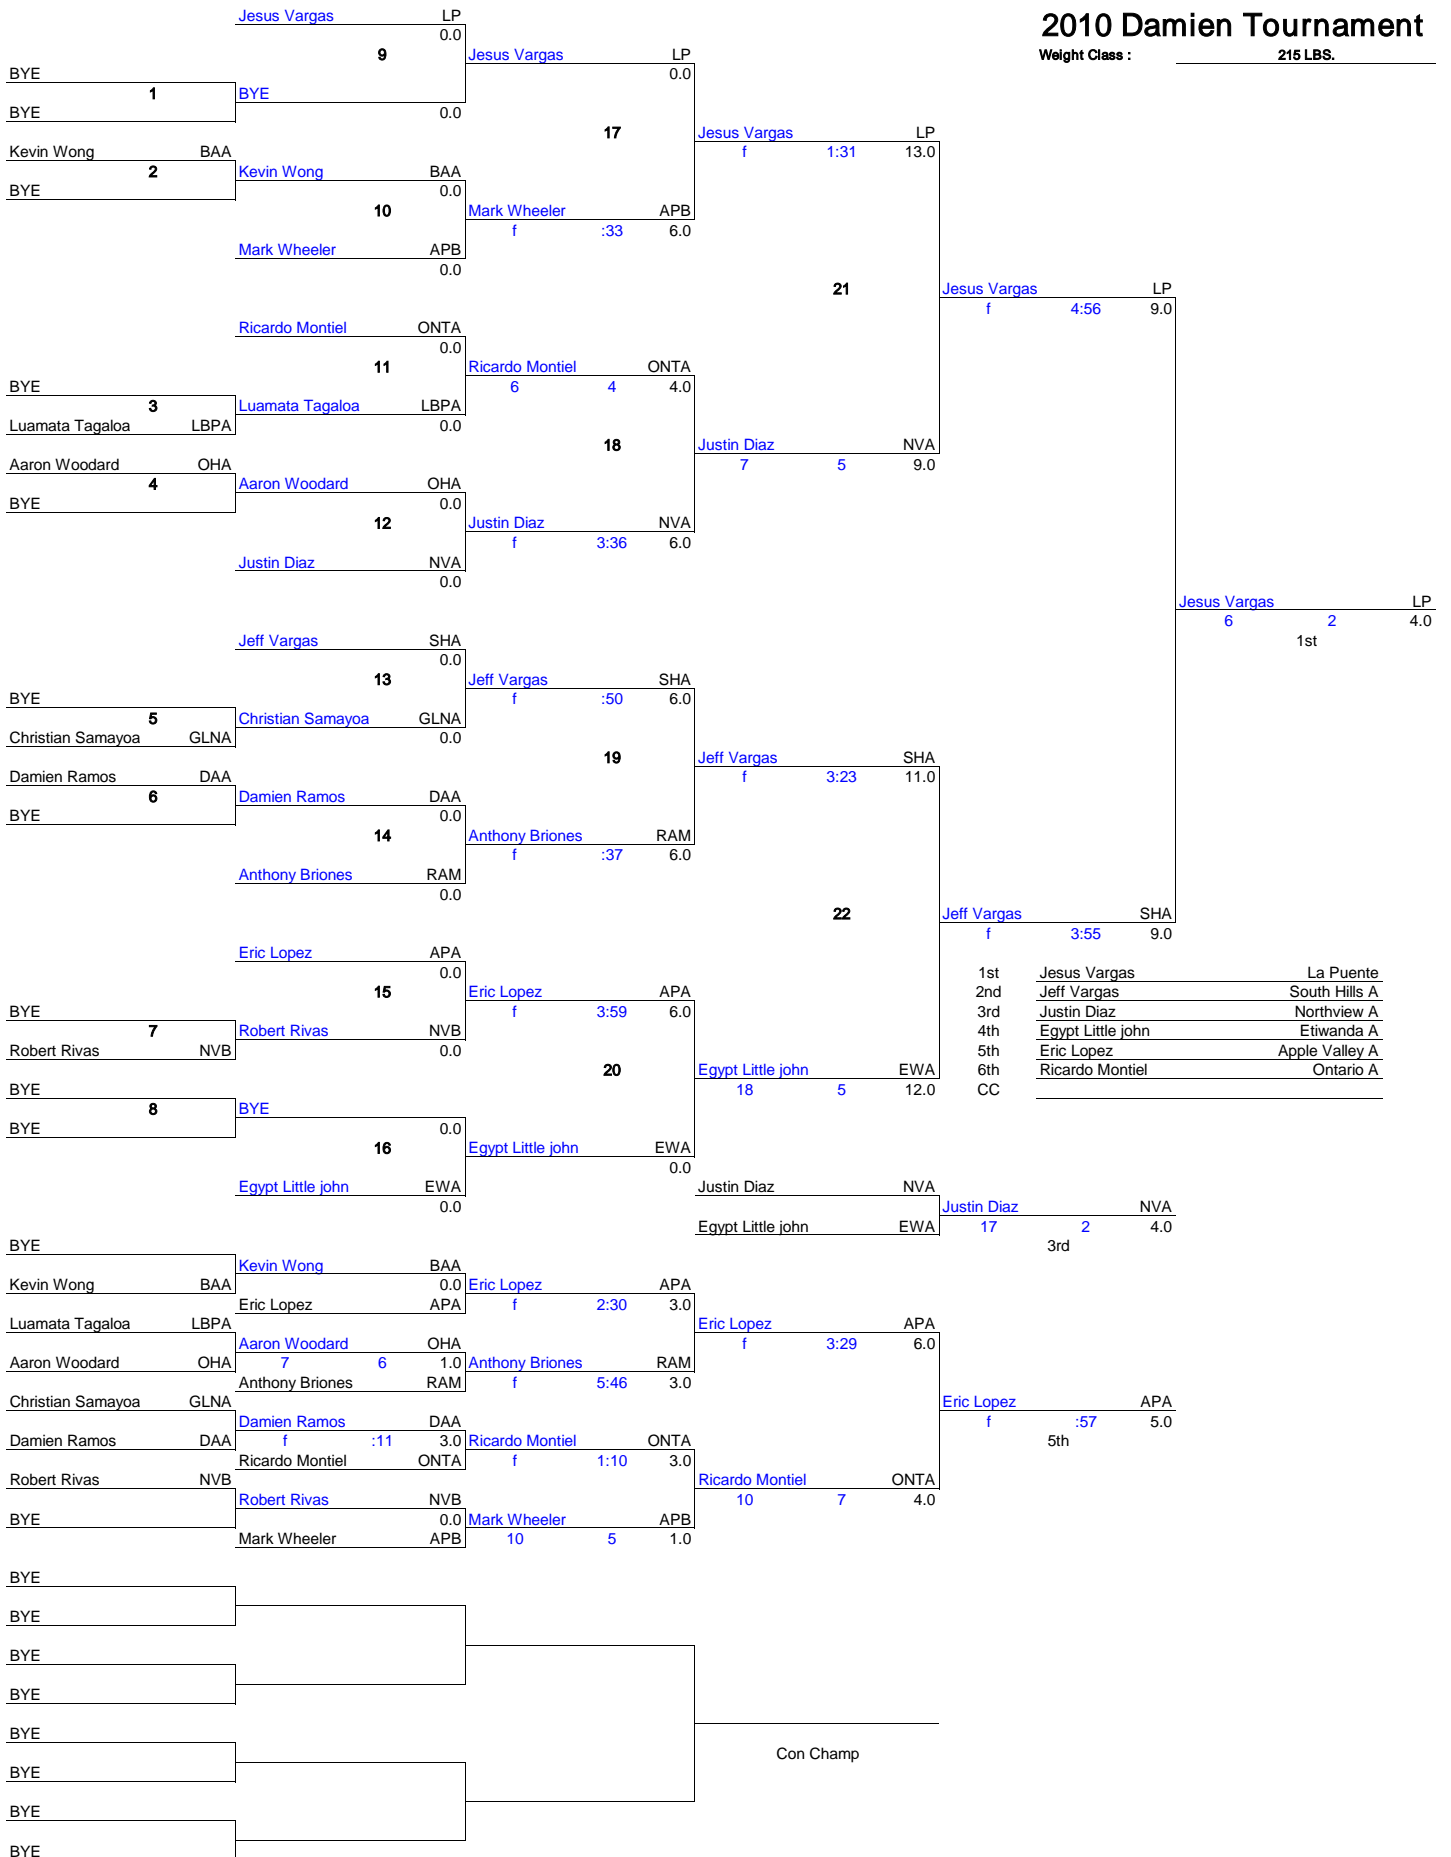 2010 Damien Tournament
Weight Class : 215 LBS.
Jesus Vargas LP
0.0
9
Jesus Vargas LP
0.0
BYE
1
BYE
BYE
0.0
17
Jesus Vargas LP
f 1:31 13.0
Kevin Wong BAA
2
BYE
Kevin Wong BAA
0.0
10
Mark Wheeler APB
f :33 6.0
Mark Wheeler APB
0.0
21
Jesus Vargas LP
f 4:56 9.0
Ricardo Montiel ONTA
0.0
11
Ricardo Montiel ONTA
6 4 4.0
BYE
3
Luamata Tagaloa LBPA
Luamata Tagaloa LBPA
0.0
18
Justin Diaz NVA
7 5 9.0
Aaron Woodard OHA
4
BYE
Aaron Woodard OHA
0.0
12
Justin Diaz NVA
f 3:36 6.0
Justin Diaz NVA
0.0
Jesus Vargas LP
6 2 4.0
1st
Jeff Vargas SHA
0.0
13
Jeff Vargas SHA
f :50 6.0
BYE
5
Christian Samayoa GLNA
Christian Samayoa GLNA
0.0
19
Jeff Vargas SHA
f 3:23 11.0
Damien Ramos DAA
6
BYE
Damien Ramos DAA
0.0
14
Anthony Briones RAM
f :37 6.0
Anthony Briones RAM
0.0
22
Jeff Vargas SHA
f 3:55 9.0
Eric Lopez APA
0.0
15
Eric Lopez APA
f 3:59 6.0
BYE
7
Robert Rivas NVB
Robert Rivas NVB
0.0
20
Egypt Little john EWA
18 5 12.0
BYE
8
BYE
BYE
0.0
16
Egypt Little john EWA
0.0
Egypt Little john EWA
0.0
1st Jesus Vargas La Puente
2nd Jeff Vargas South Hills A
3rd Justin Diaz Northview A
4th Egypt Little john Etiwanda A
5th Eric Lopez Apple Valley A
6th Ricardo Montiel Ontario A
CC
Justin Diaz NVA
Egypt Little john EWA
Justin Diaz NVA
17 2 4.0
3rd
BYE
Kevin Wong BAA
Kevin Wong BAA
0.0
Eric Lopez APA
Eric Lopez APA
f 2:30 3.0
Luamata Tagaloa LBPA
Aaron Woodard OHA
Aaron Woodard OHA
7 6 1.0
Anthony Briones RAM
Anthony Briones RAM
f 5:46 3.0
Eric Lopez APA
f 3:29 6.0
Christian Samayoa GLNA
Damien Ramos DAA
Damien Ramos DAA
f :11 3.0
Ricardo Montiel ONTA
Ricardo Montiel ONTA
f 1:10 3.0
Eric Lopez APA
f :57 5.0
5th
Robert Rivas NVB
BYE
Robert Rivas NVB
0.0
Mark Wheeler APB
Mark Wheeler APB
10 5 1.0
Ricardo Montiel ONTA
10 7 4.0
BYE
BYE
BYE
BYE
BYE
BYE
BYE
BYE
Con Champ